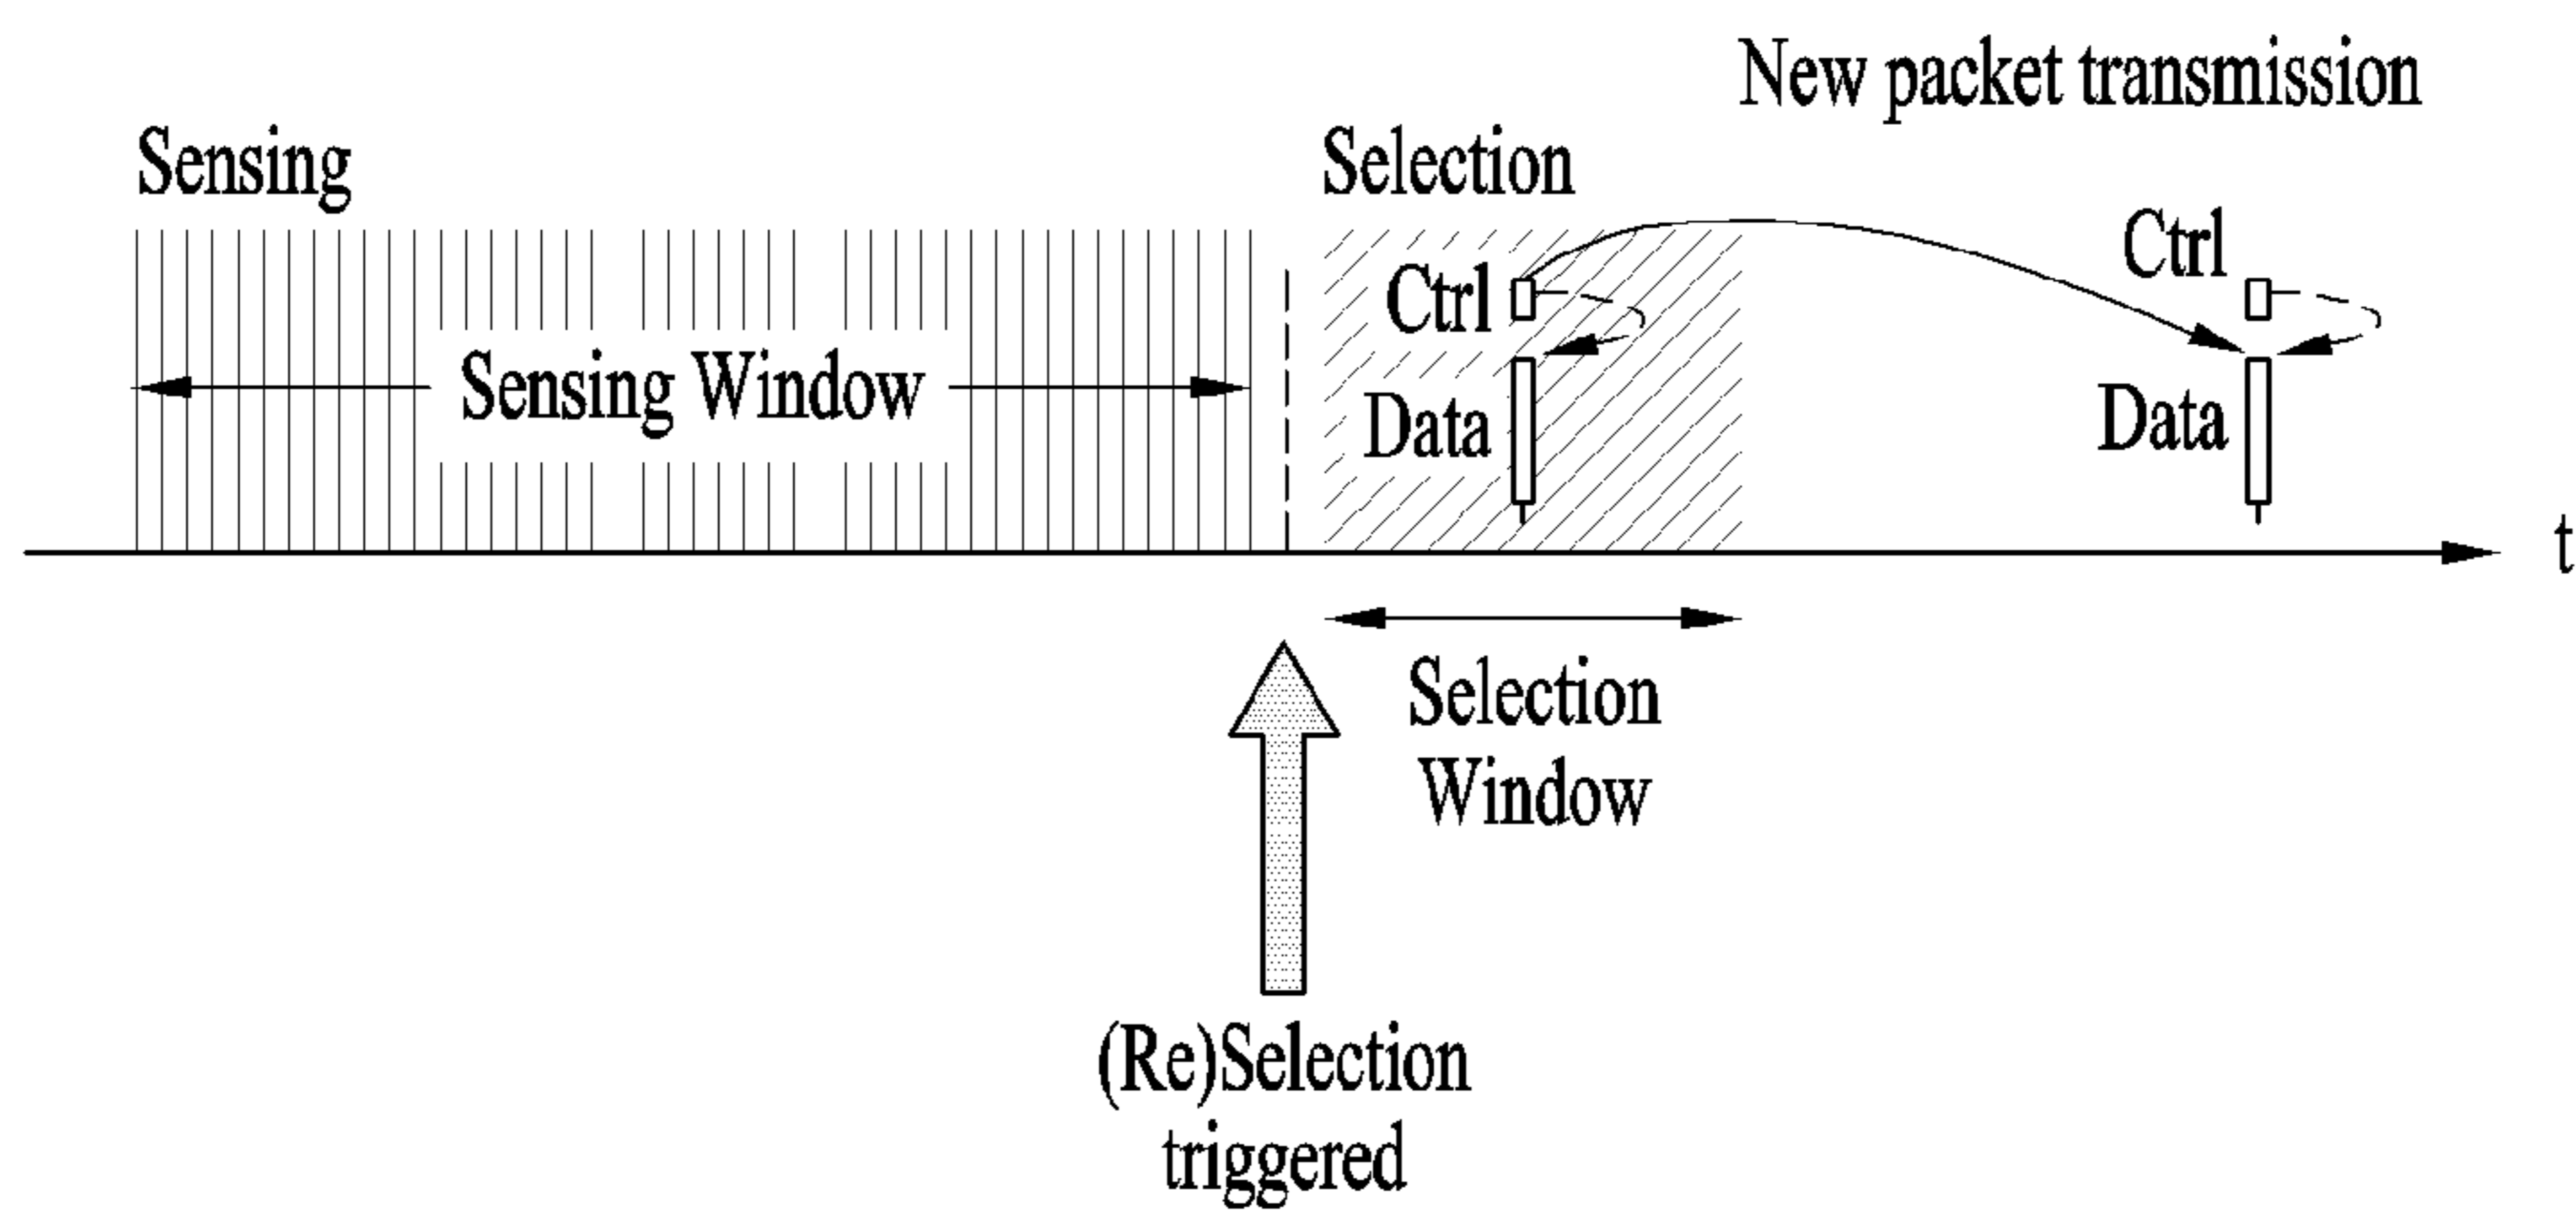 New packet transmission
Sensing
Selection
Ctrl
Ctrl
Sensing Window
Data
Data
t
Selection
Window
(Re)Selection
triggered